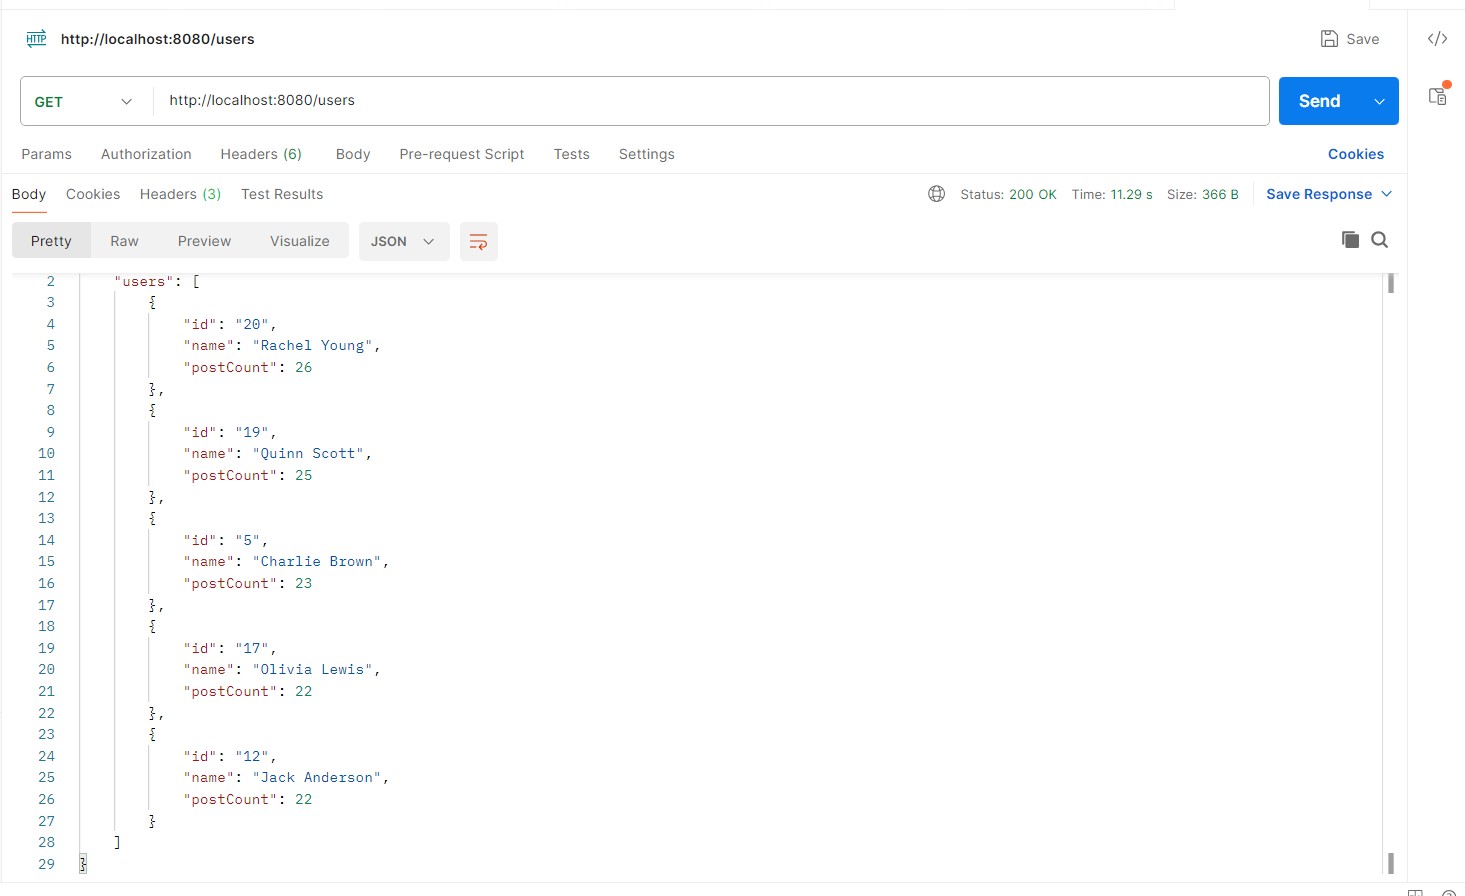 HTTP http://localhost:8080/users Save </>
GET http://localhost:8080/users Send
Params Authorization Headers (6) Body Pre-request Script Tests Settings Cookies
Body Cookies Headers (3) Test Results Status: 200 OK Time: 11.29 s Size: 366 B Save Response
Pretty Raw Preview Visualize JSON
2 "users": [
3 {
4 "id": "20",
5 "name": "Rachel Young",
6 "postCount": 26
7 },
8 {
9 "id": "19",
10 "name": "Quinn Scott",
11 "postCount": 25
12 },
13 {
14 "id": "5",
15 "name": "Charlie Brown",
16 "postCount": 23
17 },
18 {
19 "id": "17",
20 "name": "Olivia Lewis",
21 "postCount": 22
22 },
23 {
24 "id": "12",
25 "name": "Jack Anderson",
26 "postCount": 22
27 }
28 ]
29 }